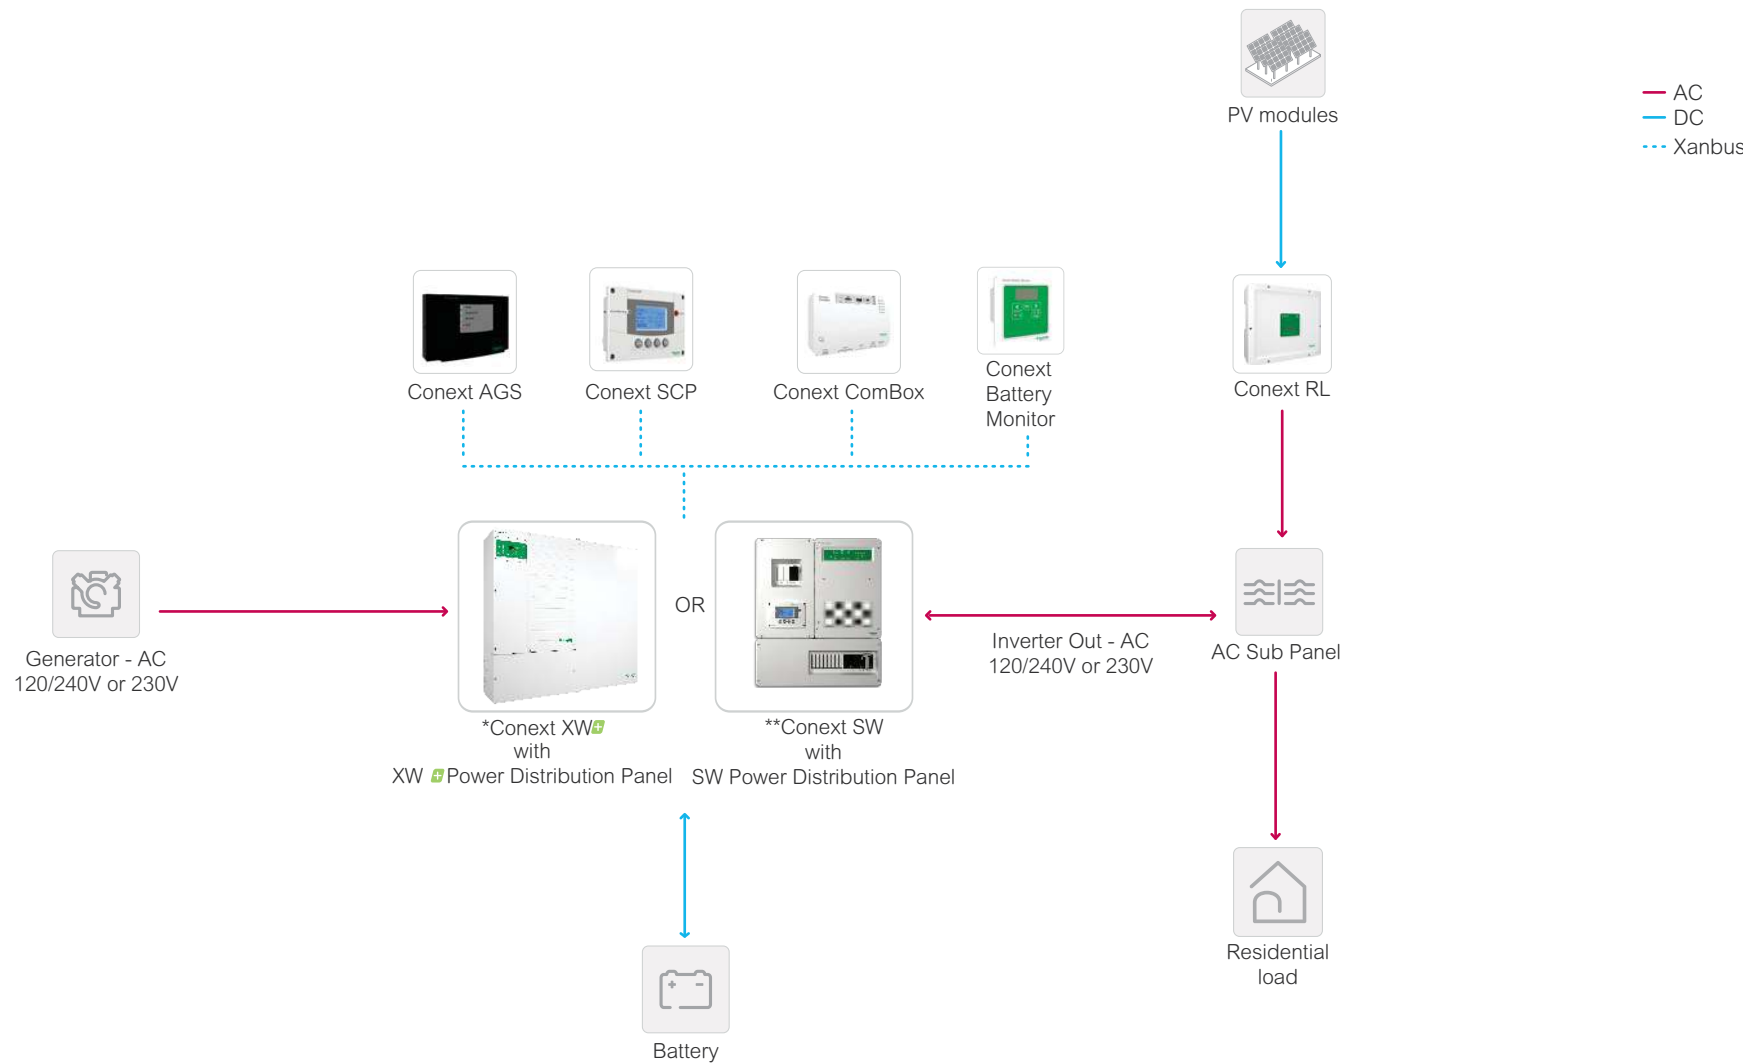 PV modules
AC
DC
Xanbus
Conext AGS
Conext SCP
Conext ComBox
Conext
Battery
Monitor
Conext RL
Generator - AC
120/240V or 230V
OR
Inverter Out - AC
120/240V or 230V
AC Sub Panel
*Conext XW+
with
XW + Power Distribution Panel
**Conext SW
with
SW Power Distribution Panel
Residential
load
Battery